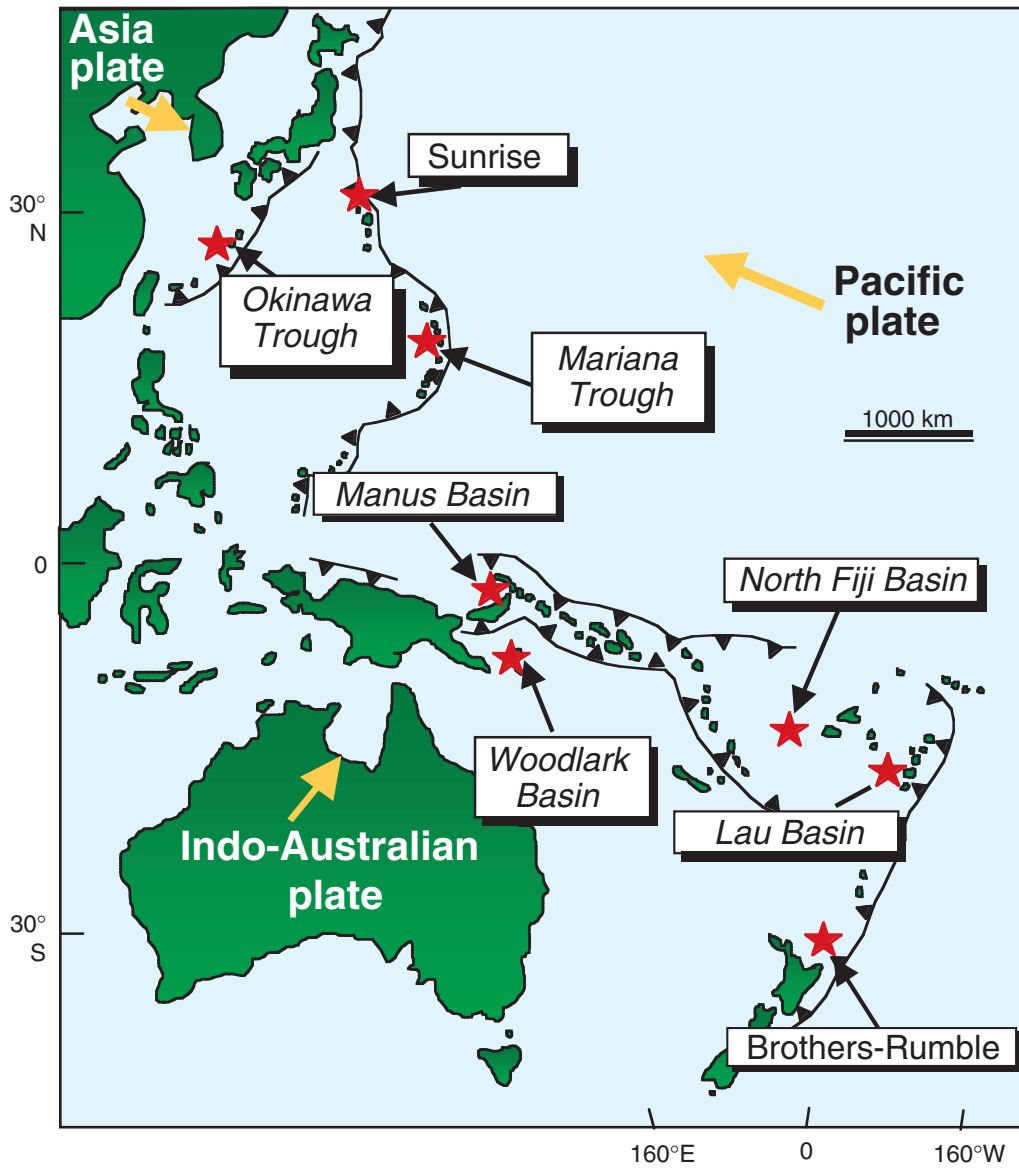 Asia
plate
Sunrise
30°
N
Okinawa
Trough
Pacific
plate
Mariana
Trough
1000 km
Manus Basin
0
North Fiji Basin
Woodlark
Basin
Lau Basin
Indo-Australian
plate
30°
S
Brothers-Rumble
160°E
0
160°W